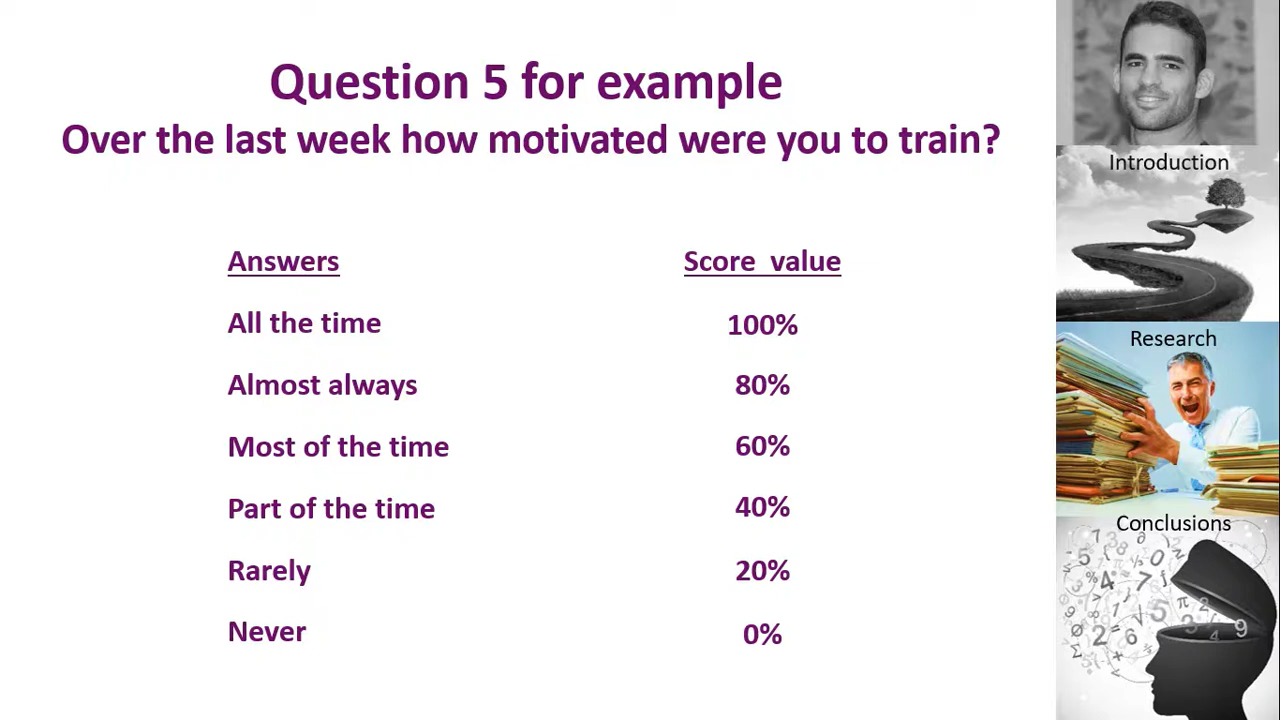 Question 5 for example
Over the last week how motivated were you to train?
Answers Score value
All the time 100%
Almost always 80%
Most of the time 60%
Part of the time 40%
Rarely 20%
Never 0%
Introduction
Research
Conclusions